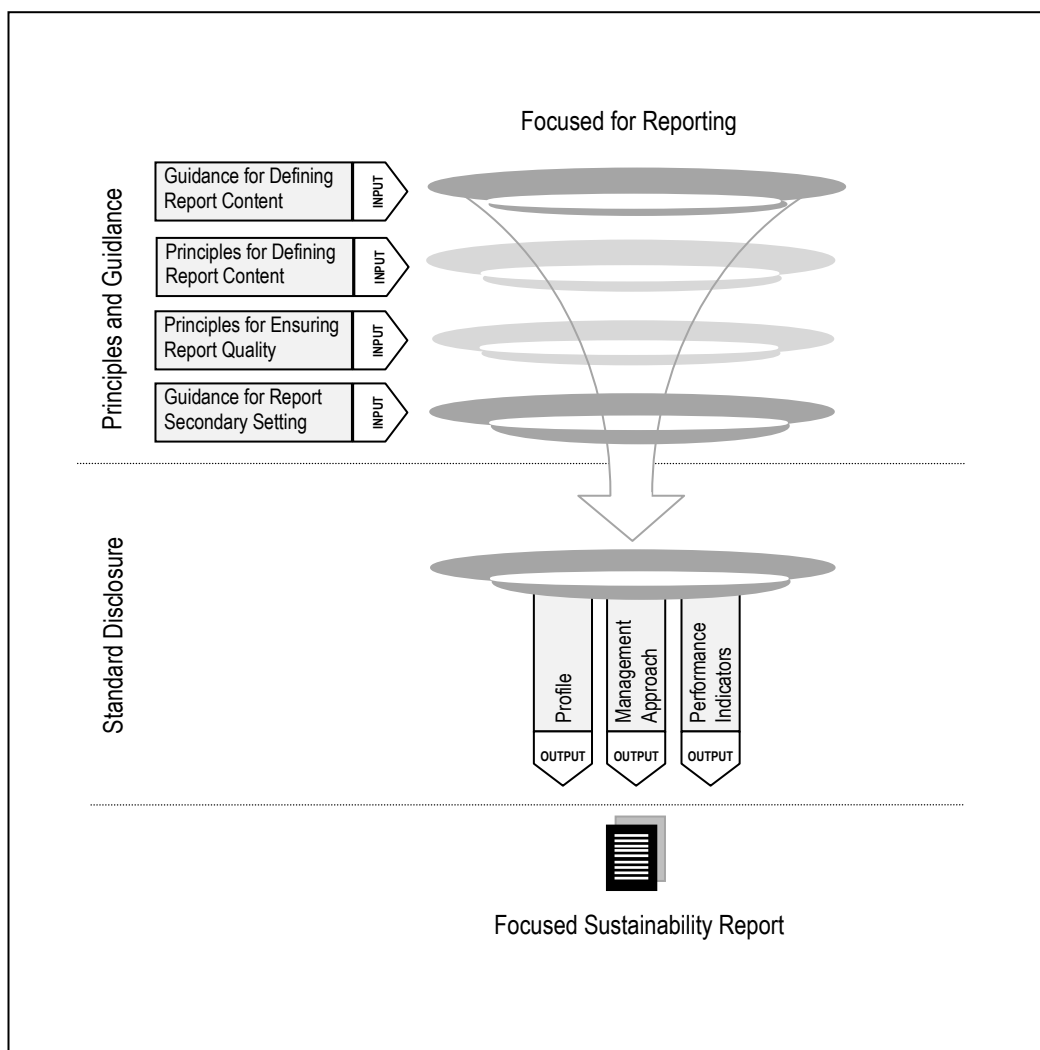 Focused for Reporting
Principles and Guidlance
Guidance for Defining
Report Content
INPUT
Principles for Defining
Report Content
INPUT
Principles for Ensuring
Report Quality
INPUT
Guidance for Report
Secondary Setting
INPUT
Standard Disclosure
Profile
Management
Approach
Performance
Indicators
OUTPUT
OUTPUT
OUTPUT
Focused Sustainability Report